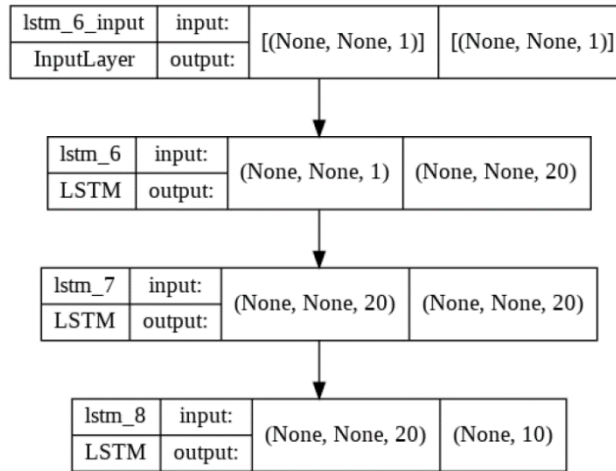 lstm_6_input input: [(None, None, 1)] [(None, None, 1)]
InputLayer output:
lstm_6 input: (None, None, 1) (None, None, 20)
LSTM output:
lstm_7 input: (None, None, 20) (None, None, 20)
LSTM output:
lstm_8 input: (None, None, 20) (None, 10)
LSTM output: